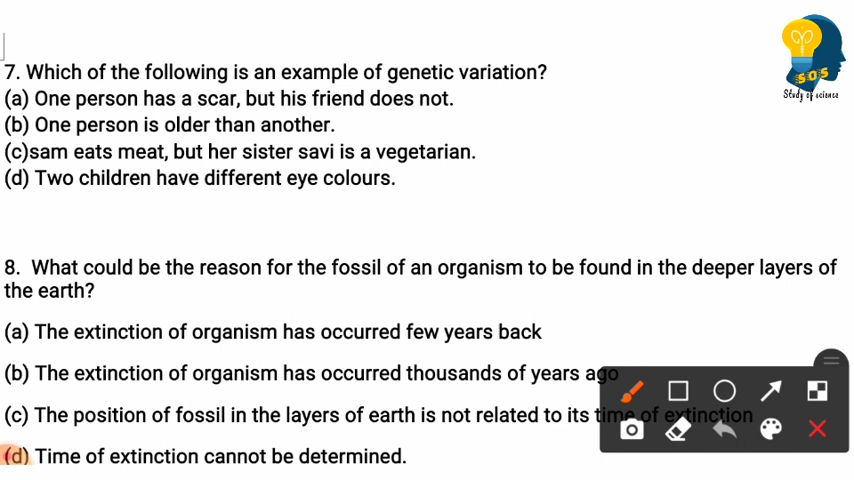 SOS
Study of science
7. Which of the following is an example of genetic variation?
(a) One person has a scar, but his friend does not.
(b) One person is older than another.
(c)sam eats meat, but her sister savi is a vegetarian.
(d) Two children have different eye colours.
8. What could be the reason for the fossil of an organism to be found in the deeper layers of
the earth?
(a) The extinction of organism has occurred few years back
(b) The extinction of organism has occurred thousands of years ago
(c) The position of fossil in the layers of earth is not related to its time of extinction
(d) Time of extinction cannot be determined.